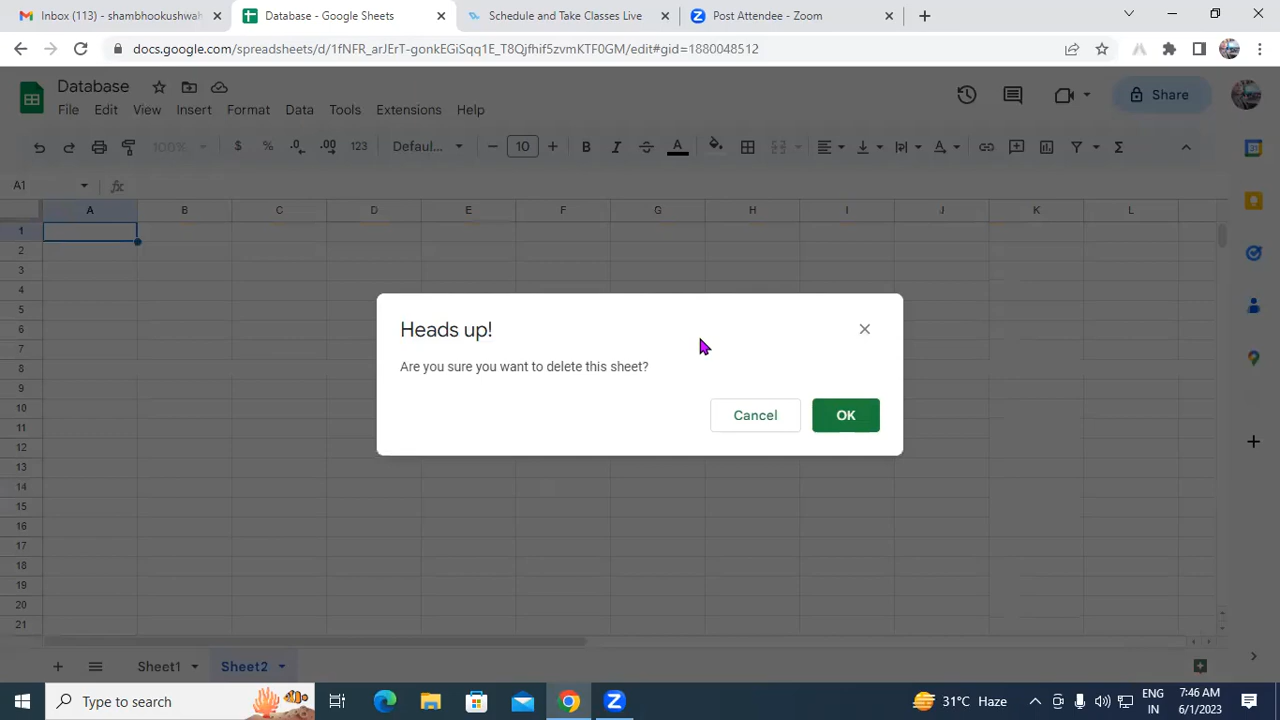 Inbox (113) - shambhookushwah
Database - Google Sheets
Schedule and Take Classes Live
Post Attendee - Zoom
docs.google.com/spreadsheets/d/1fNFR_arJErT-gonkEGiSqq1E_T8Qjfhif5zvmKTF0GM/edit#gid=1880048512
Database
File Edit View Insert Format Data Tools Extensions Help
Share
100% $ % .0 .00 123 Defaul... 10 B I A
A1 fx
A B C D E F G H I J K L
1
2
3
4
5
6
7
8
9
10
11
12
13
14
15
16
17
18
19
20
21
Heads up!
Are you sure you want to delete this sheet?
Cancel OK
Sheet1 Sheet2
Type to search
31°C Haze
ENG
IN
7:46 AM
6/1/2023